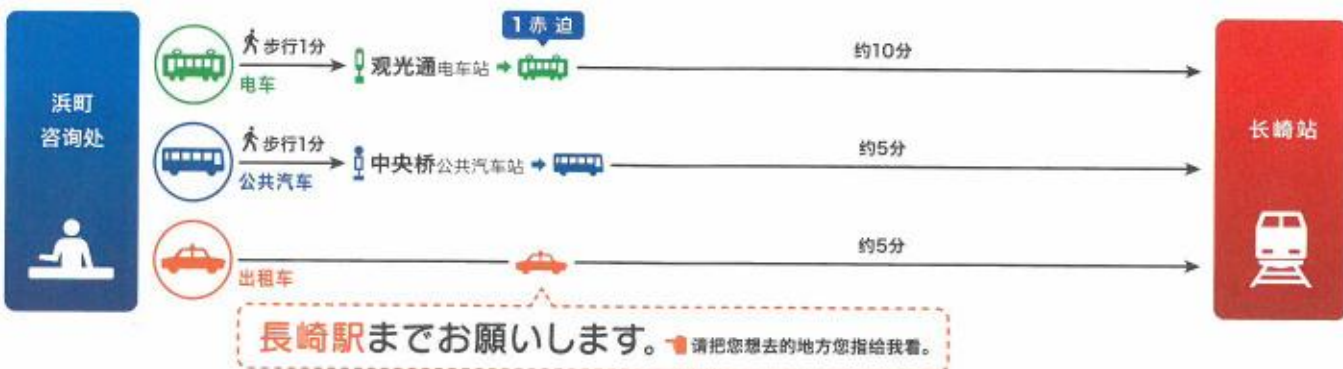 浜町
咨询处
步行1分
电车
观光通电车站
1 赤迫
约10分
步行1分
公共汽车
中央桥公共汽车站
约5分
出租车
约5分
长崎站
長崎駅までお願いします。
请把您想去的地方您指给我看。